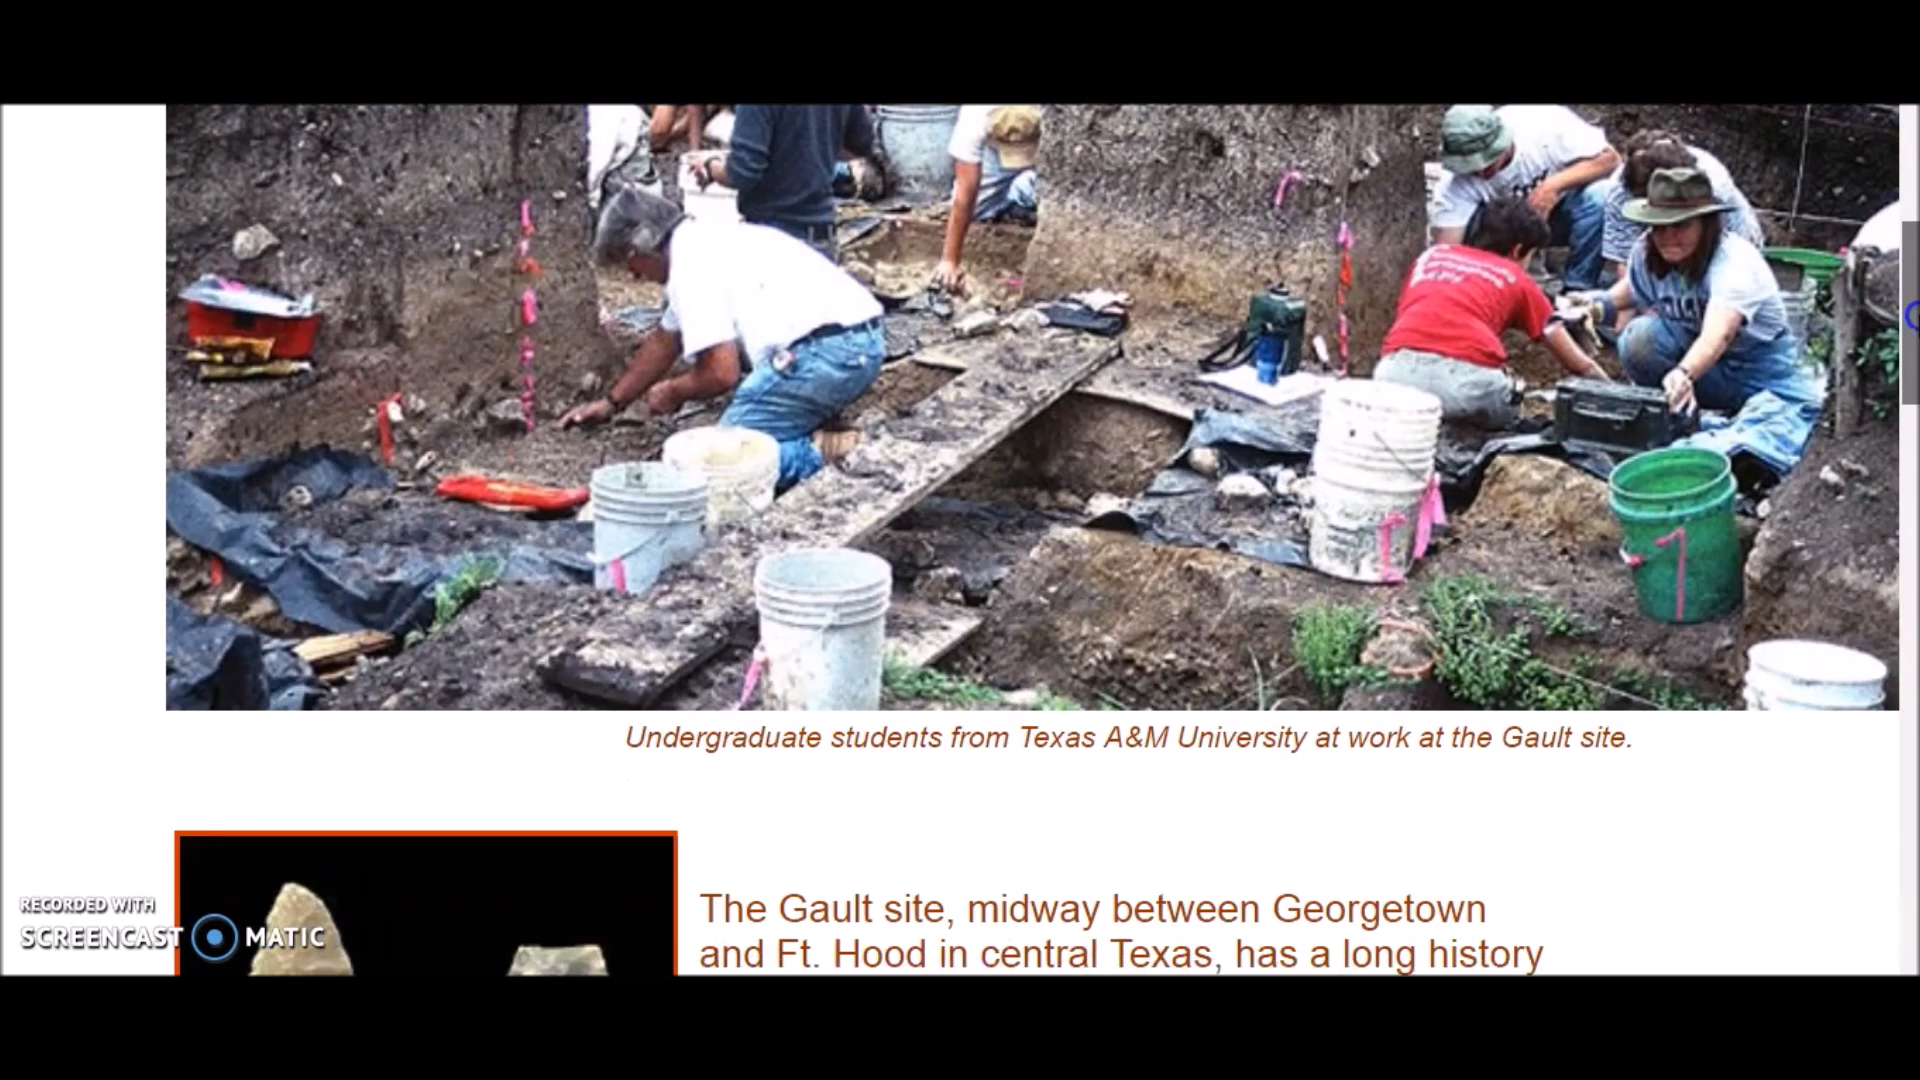 Undergraduate students from Texas A&M University at work at the Gault site.
The Gault site, midway between Georgetown
and Ft. Hood in central Texas, has a long history
RECORDED WITH
SCREENCAST MATIC